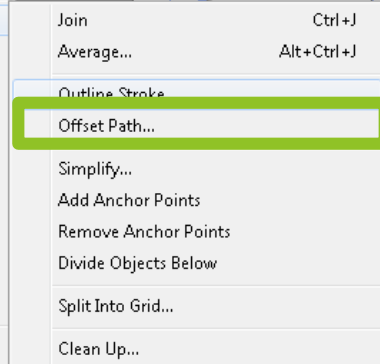 Join Ctrl+J
Average... Alt+Ctrl+J
Outline Stroke
Offset Path...
Simplify...
Add Anchor Points
Remove Anchor Points
Divide Objects Below
Split Into Grid...
Clean Up...